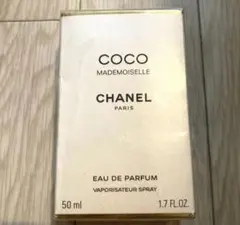 COCO
MADEMOISELLE
CHANEL
PARIS
EAU DE PARFUM
VAPORISATEUR SPRAY
50 ml 1.7 FL.OZ.